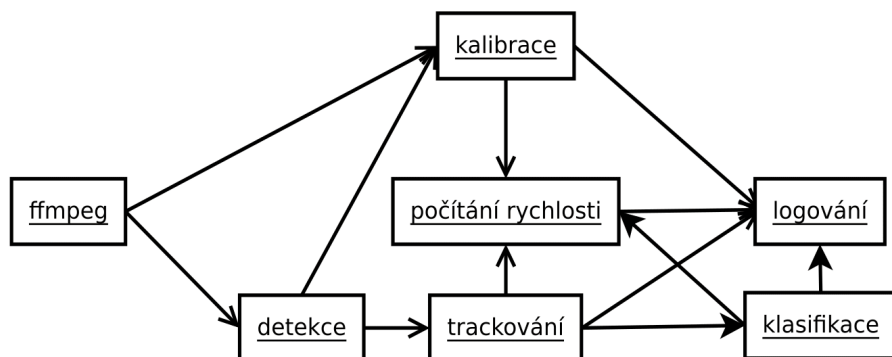 kalibrace
ffmpeg
počítání rychlosti
logování
detekce
trackování
klasifikace